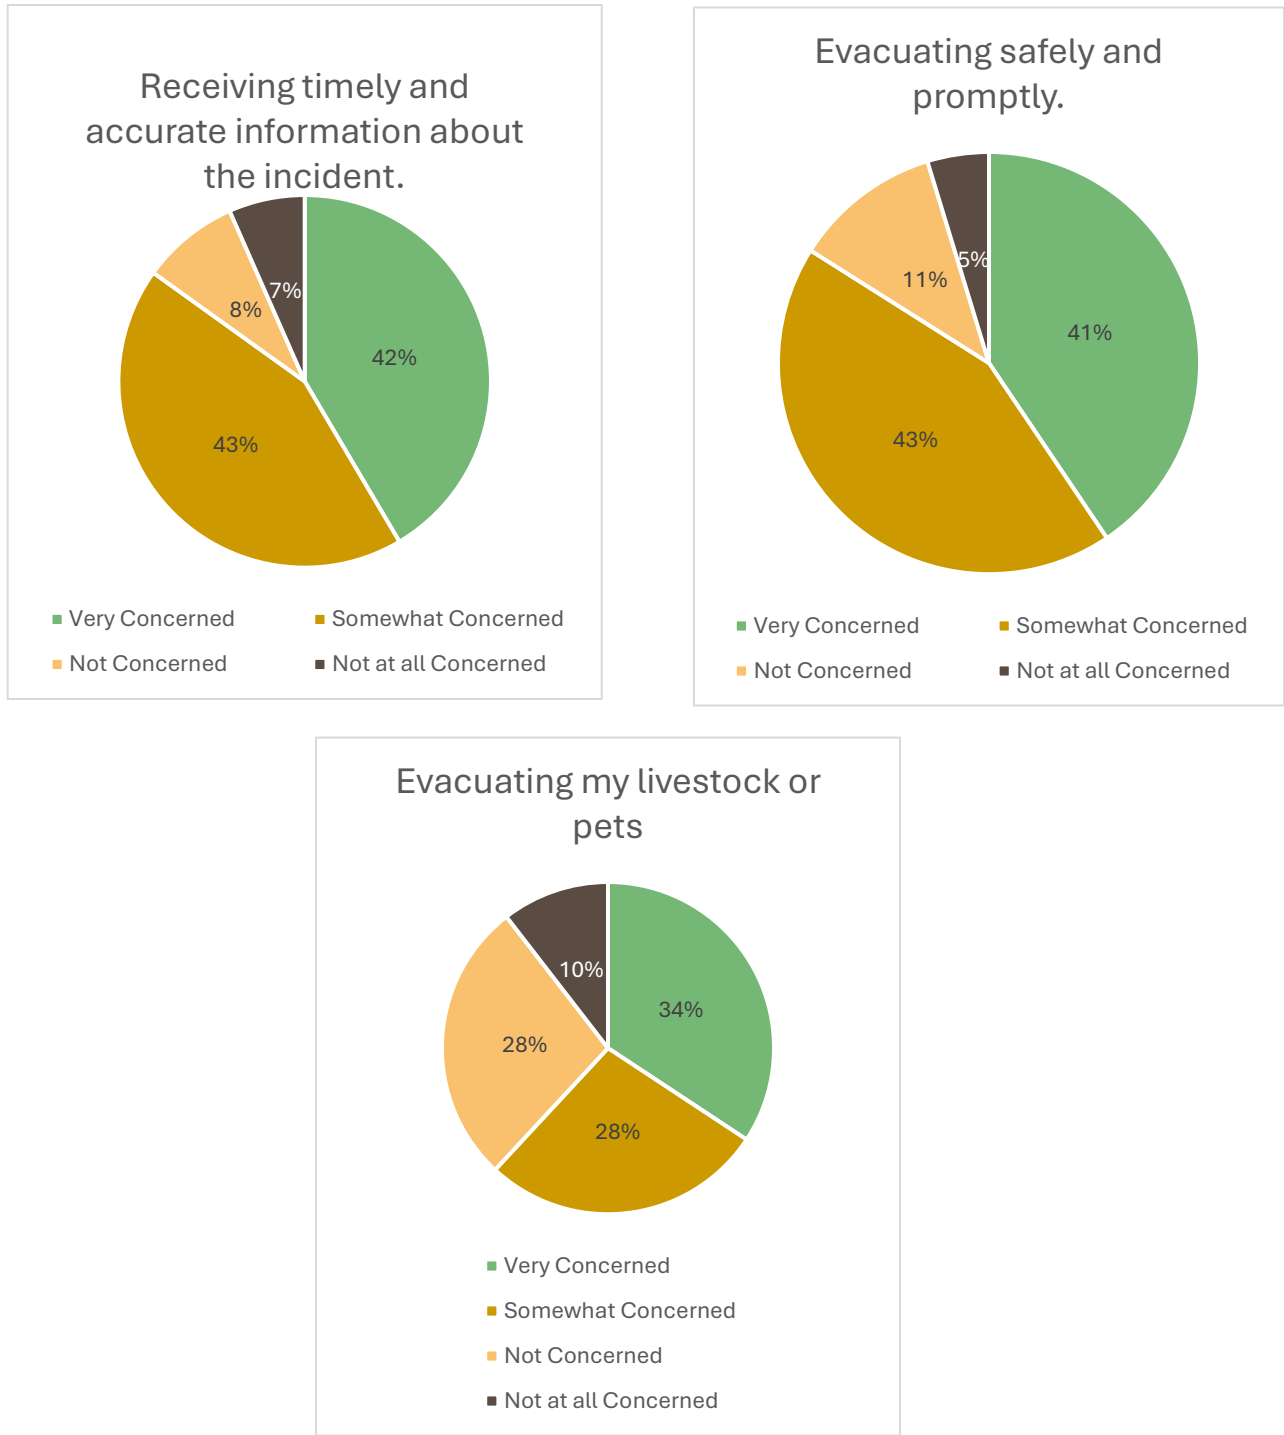 Receiving timely and
accurate information about
the incident.
42%
43%
8%
7%
Very Concerned
Somewhat Concerned
Not Concerned
Not at all Concerned
Evacuating safely and
promptly.
41%
43%
11%
5%
Very Concerned
Somewhat Concerned
Not Concerned
Not at all Concerned
Evacuating my livestock or
pets
34%
28%
28%
10%
Very Concerned
Somewhat Concerned
Not Concerned
Not at all Concerned